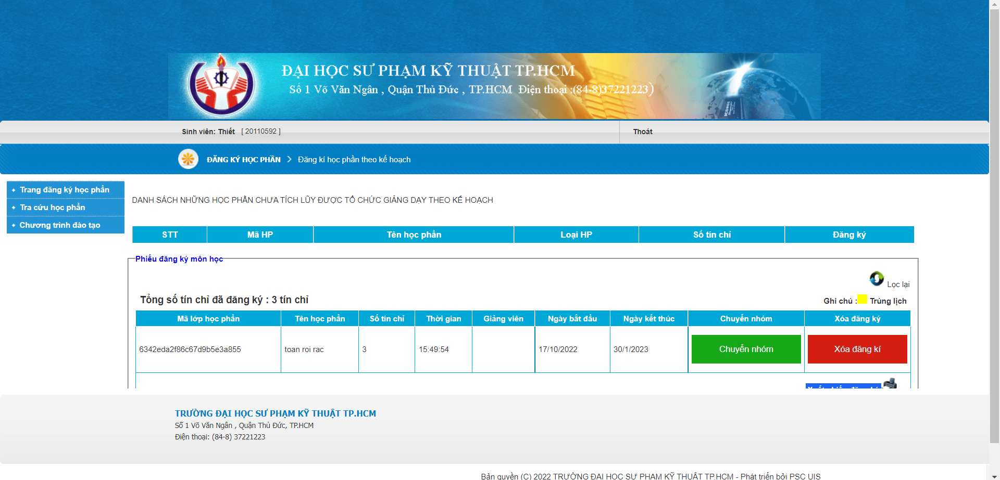 ĐẠI HỌC SƯ PHẠM KỸ THUẬT TP.HCM
Số 1 Võ Văn Ngân , Quận Thủ Đức , TP.HCM Điện thoại :(84-8)37221223)
Sinh viên: Thiết [ 20110592 ]
Thoát
ĐĂNG KÝ HỌC PHẦN > Đăng kí học phần theo kế hoạch
Trang đăng ký học phần
Tra cứu học phần
Chương trình đào tạo
DANH SÁCH NHỮNG HỌC PHẦN CHƯA TÍCH LŨY ĐƯỢC TỔ CHỨC GIẢNG DẠY THEO KẾ HOẠCH
STT Mã HP Tên học phần Loại HP Số tín chỉ Đăng ký
Phiếu đăng ký môn học
Lọc lại
Tổng số tín chỉ đã đăng ký : 3 tín chỉ
Ghi chú : Trùng lịch
Mã lớp học phần Tên học phần Số tín chỉ Thời gian Giảng viên Ngày bắt đầu Ngày kết thúc Chuyển nhóm Xóa đăng ký
6342eda2f86c67d9b5e3a855 toan roi rac 3 15:49:54 17/10/2022 30/1/2023 Chuyển nhóm Xóa đăng kí
TRƯỜNG ĐẠI HỌC SƯ PHẠM KỸ THUẬT TP.HCM
Số 1 Võ Văn Ngân , Quận Thủ Đức, TP.HCM
Điện thoại: (84-8) 37221223
Bản quyền (C) 2022 TRƯỜNG ĐẠI HỌC SƯ PHẠM KỸ THUẬT TP.HCM - Phát triển bởi PSC UIS